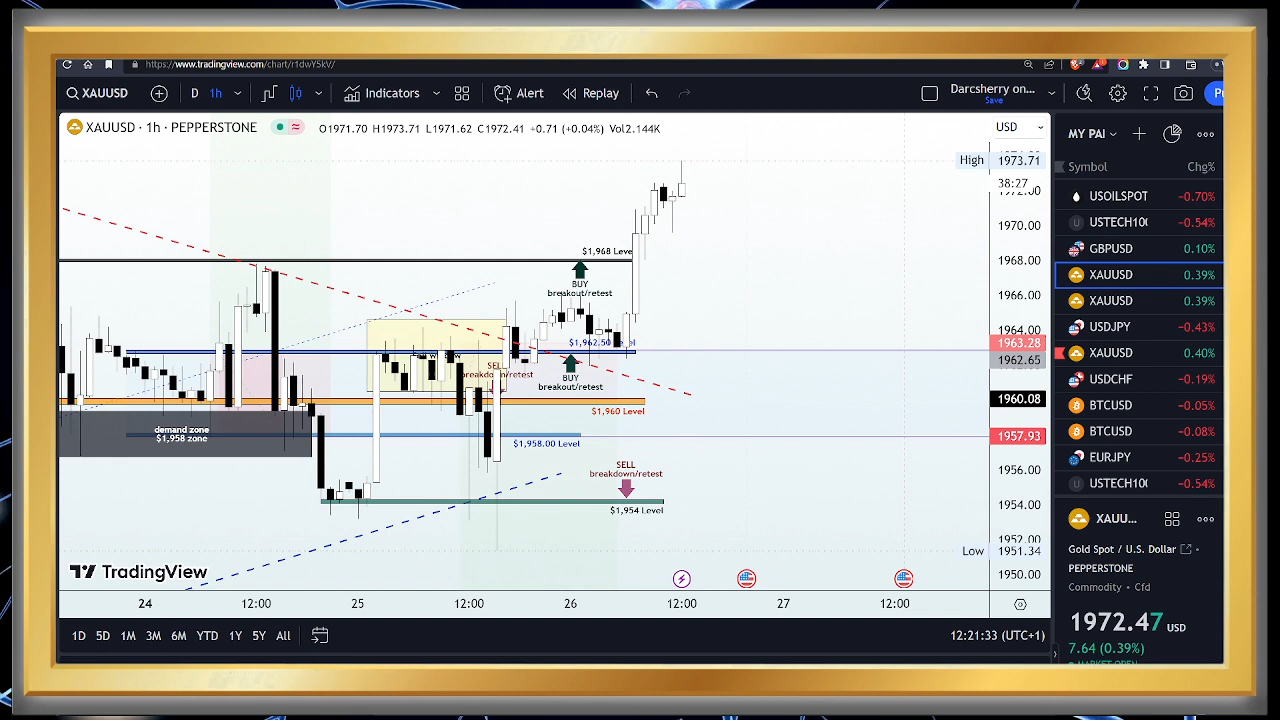 https://www.tradingview.com/chart/r1dwY5kV/
XAUUSD
D
1h
Indicators
Alert
Replay
Darcsherry on...
Save
XAUUSD · 1h · PEPPERSTONE
O1971.70 H1973.71 L1971.62 C1972.41 +0.71 (+0.04%) Vol2.144K
USD
High 1973.71
38:27
1970.00
1968.00
1966.00
1964.00
1963.28
1962.65
1960.08
1957.93
1956.00
1954.00
1952.00
Low 1951.34
1950.00
$1,968 Level
BUY
breakout/retest
$1,962.50
BUY
breakout/retest
SELL
breakdown/retest
$1,960 Level
demand zone
$1,958 zone
$1,958.00 Level
SELL
breakdown/retest
$1,954 Level
TradingView
24 12:00 25 12:00 26 12:00 27 12:00
1D 5D 1M 3M 6M YTD 1Y 5Y All
12:21:33 (UTC+1)
MY PAI
Symbol Chg%
USOILSPOT −0.70%
USTECH10 −0.54%
GBPUSD 0.10%
XAUUSD 0.39%
XAUUSD 0.39%
USDJPY −0.43%
XAUUSD 0.40%
USDCHF −0.19%
BTCUSD −0.05%
BTCUSD −0.08%
EURJPY −0.25%
USTECH10 −0.54%
XAUU...
Gold Spot / U.S. Dollar
PEPPERSTONE
Commodity • Cfd
1972.47 USD
7.64 (0.39%)
MARKET OPEN